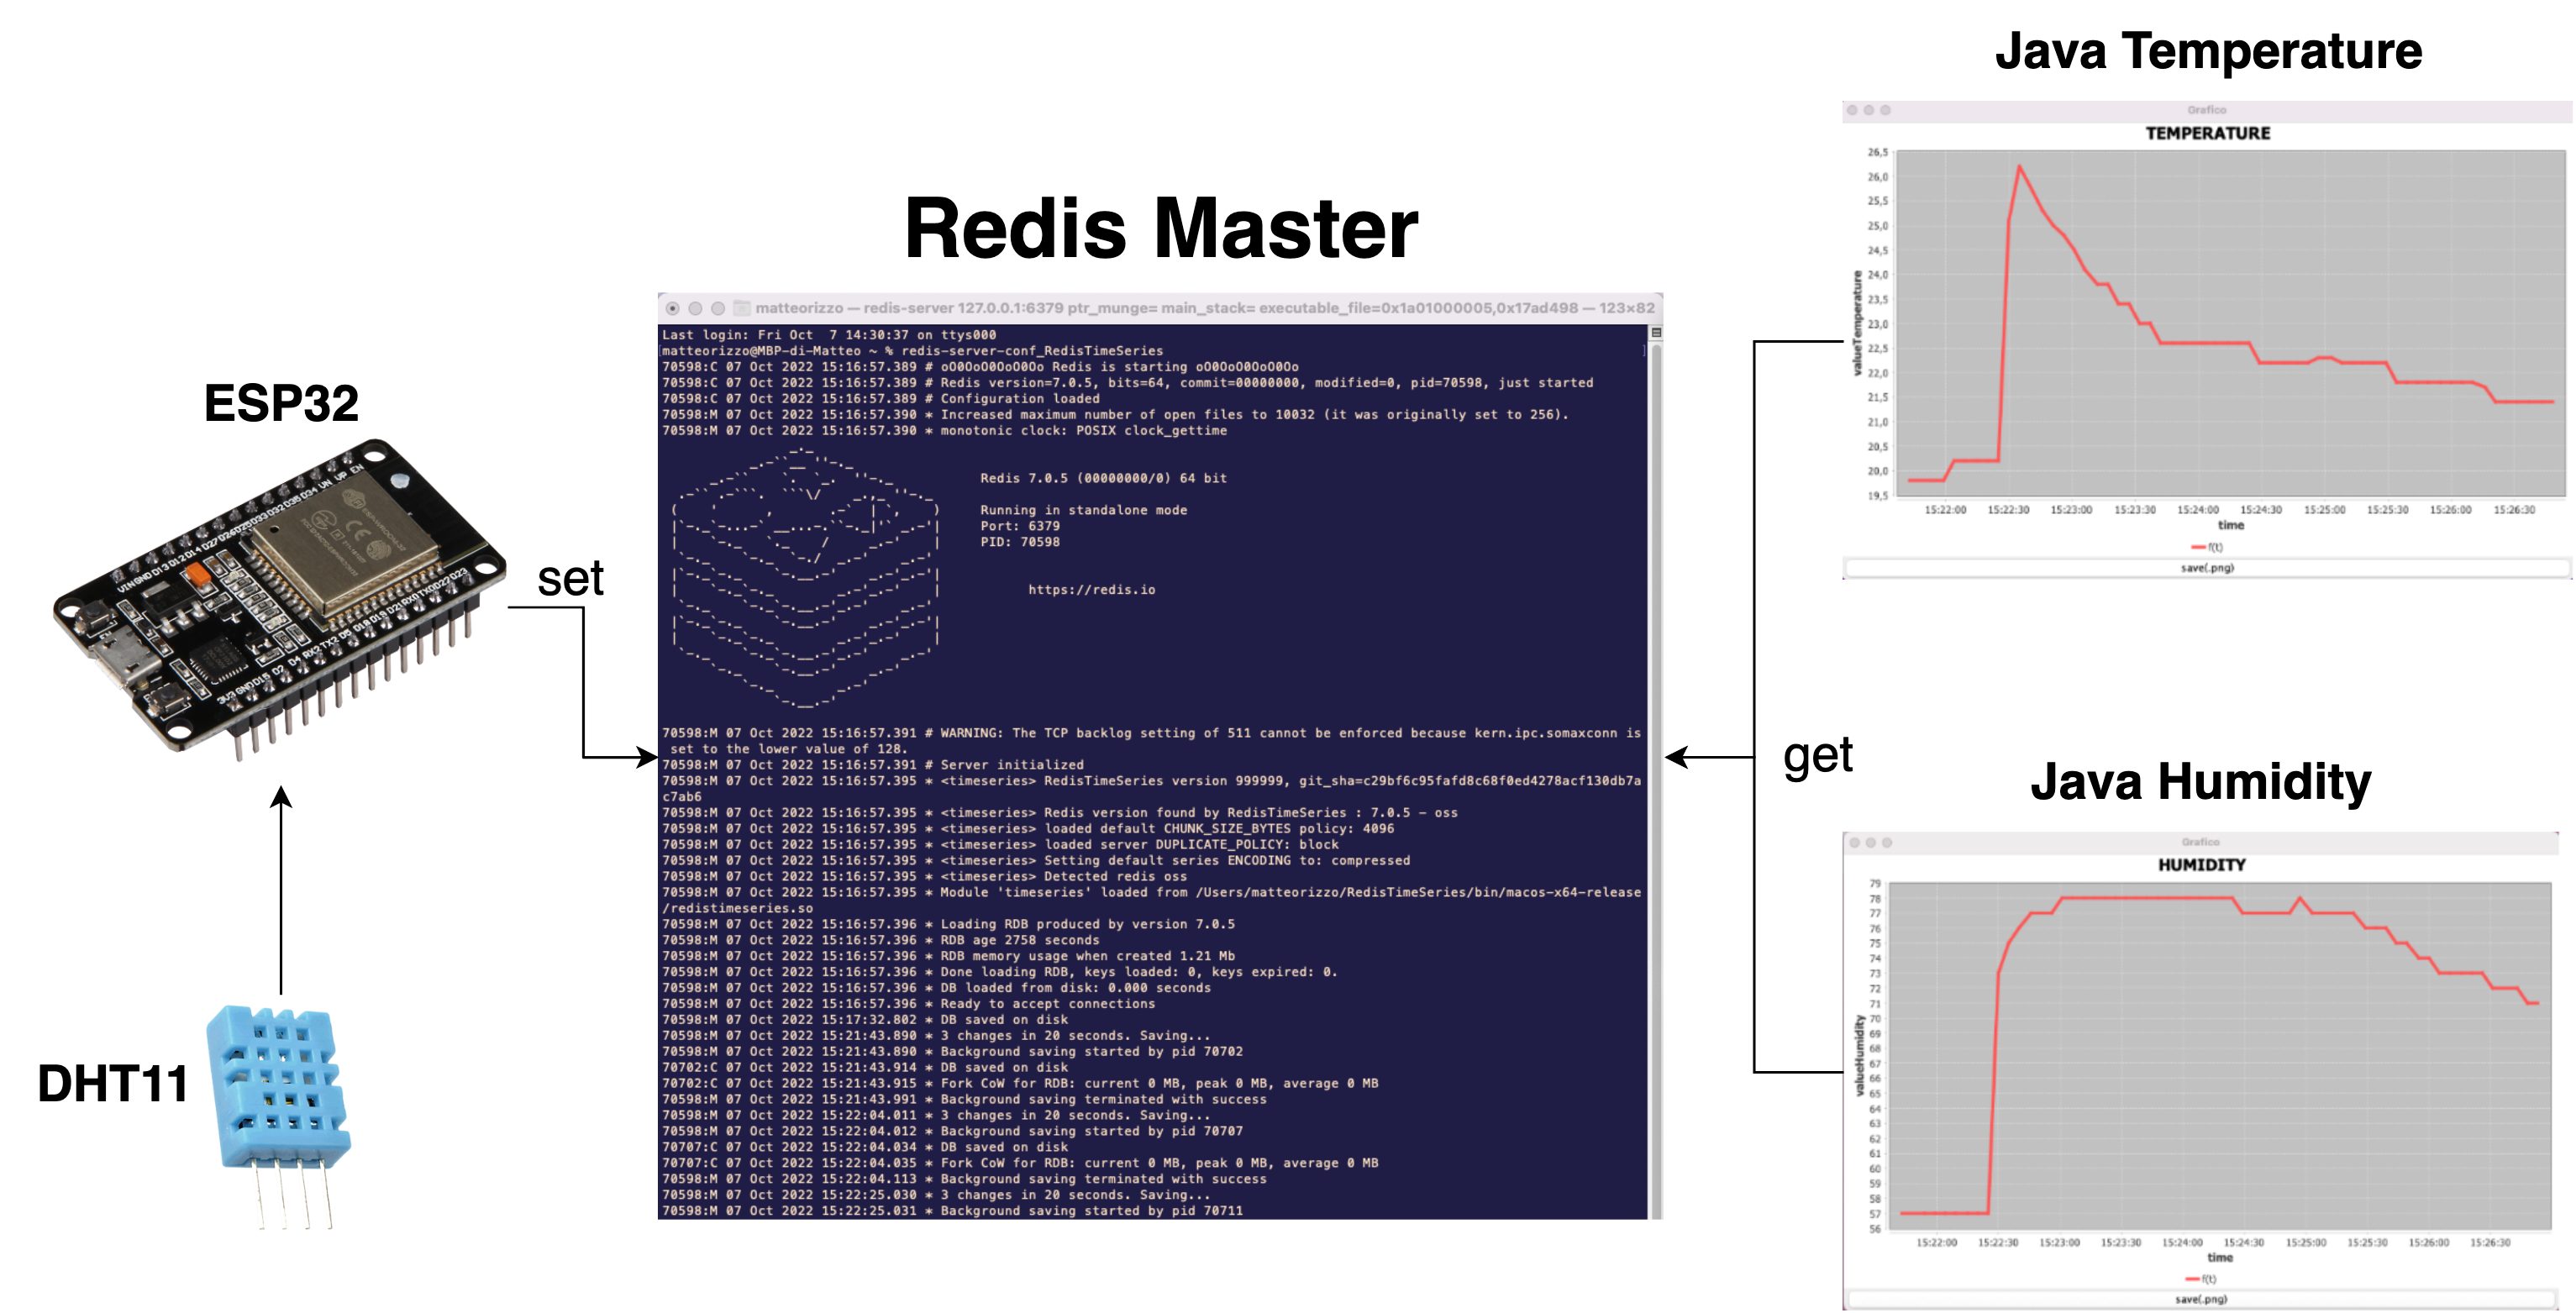 Java Temperature
Grafico
TEMPERATURE
26,5
26,0
25,5
25,0
24,5
24,0
23,5
23,0
22,5
22,0
21,5
21,0
20,5
20,0
19,5
valueTemperature
15:22:00 15:22:30 15:23:00 15:23:30 15:24:00 15:24:30 15:25:00 15:25:30 15:26:00 15:26:30
time
f(t)
save(.png)
Redis Master
matteorizzo — redis-server 127.0.0.1:6379 ptr_munge= main_stack= executable_file=0x1a01000005,0x17ad498 — 123×82
Last login: Fri Oct  7 14:30:37 on ttys000
[matteorizzo@MBP-di-Matteo ~ % redis-server-conf_RedisTimeSeries ]
70598:C 07 Oct 2022 15:16:57.389 # oO0OoO0OoO0Oo Redis is starting oO0OoO0OoO0Oo
70598:C 07 Oct 2022 15:16:57.389 # Redis version=7.0.5, bits=64, commit=00000000, modified=0, pid=70598, just started
70598:C 07 Oct 2022 15:16:57.389 # Configuration loaded
70598:M 07 Oct 2022 15:16:57.390 * Increased maximum number of open files to 10032 (it was originally set to 256).
70598:M 07 Oct 2022 15:16:57.390 * monotonic clock: POSIX clock_gettime
Redis 7.0.5 (00000000/0) 64 bit
Running in standalone mode
Port: 6379
PID: 70598
https://redis.io
70598:M 07 Oct 2022 15:16:57.391 # WARNING: The TCP backlog setting of 511 cannot be enforced because kern.ipc.somaxconn is
set to the lower value of 128.
70598:M 07 Oct 2022 15:16:57.391 # Server initialized
70598:M 07 Oct 2022 15:16:57.395 * <timeseries> RedisTimeSeries version 999999, git_sha=c29bf6c95fafd8c68f0ed4278acf130db7a
c7ab6
70598:M 07 Oct 2022 15:16:57.395 * <timeseries> Redis version found by RedisTimeSeries : 7.0.5 - oss
70598:M 07 Oct 2022 15:16:57.395 * <timeseries> loaded default CHUNK_SIZE_BYTES policy: 4096
70598:M 07 Oct 2022 15:16:57.395 * <timeseries> loaded server DUPLICATE_POLICY: block
70598:M 07 Oct 2022 15:16:57.395 * <timeseries> Setting default series ENCODING to: compressed
70598:M 07 Oct 2022 15:16:57.395 * <timeseries> Detected redis oss
70598:M 07 Oct 2022 15:16:57.395 * Module 'timeseries' loaded from /Users/matteorizzo/RedisTimeSeries/bin/macos-x64-release
/redistimeseries.so
70598:M 07 Oct 2022 15:16:57.396 * Loading RDB produced by version 7.0.5
70598:M 07 Oct 2022 15:16:57.396 * RDB age 2758 seconds
70598:M 07 Oct 2022 15:16:57.396 * RDB memory usage when created 1.21 Mb
70598:M 07 Oct 2022 15:16:57.396 * Done loading RDB, keys loaded: 0, keys expired: 0.
70598:M 07 Oct 2022 15:16:57.396 * DB loaded from disk: 0.000 seconds
70598:M 07 Oct 2022 15:16:57.396 * Ready to accept connections
70598:M 07 Oct 2022 15:17:32.802 * DB saved on disk
70598:M 07 Oct 2022 15:21:43.890 * 3 changes in 20 seconds. Saving...
70598:M 07 Oct 2022 15:21:43.890 * Background saving started by pid 70702
70702:C 07 Oct 2022 15:21:43.914 * DB saved on disk
70702:C 07 Oct 2022 15:21:43.915 * Fork CoW for RDB: current 0 MB, peak 0 MB, average 0 MB
70598:M 07 Oct 2022 15:21:43.991 * Background saving terminated with success
70598:M 07 Oct 2022 15:22:04.011 * 3 changes in 20 seconds. Saving...
70598:M 07 Oct 2022 15:22:04.012 * Background saving started by pid 70707
70707:C 07 Oct 2022 15:22:04.034 * DB saved on disk
70707:C 07 Oct 2022 15:22:04.035 * Fork CoW for RDB: current 0 MB, peak 0 MB, average 0 MB
70598:M 07 Oct 2022 15:22:04.113 * Background saving terminated with success
70598:M 07 Oct 2022 15:22:25.030 * 3 changes in 20 seconds. Saving...
70598:M 07 Oct 2022 15:22:25.031 * Background saving started by pid 70711
ESP32
VIN GND D13 D12 D14 D27 D26 D25 D33 D32 D35 D34 VN VP EN
3V3 GND D15 D2 D4 RX2 TX2 D5 D18 D19 D21 RX0 TX0 D22 D23
set
get
DHT11
Java Humidity
Grafico
HUMIDITY
79
78
77
76
75
74
73
72
71
70
69
68
67
66
65
64
63
62
61
60
59
58
57
56
valueHumidity
15:22:00 15:22:30 15:23:00 15:23:30 15:24:00 15:24:30 15:25:00 15:25:30 15:26:00 15:26:30
time
f(t)
save(.png)